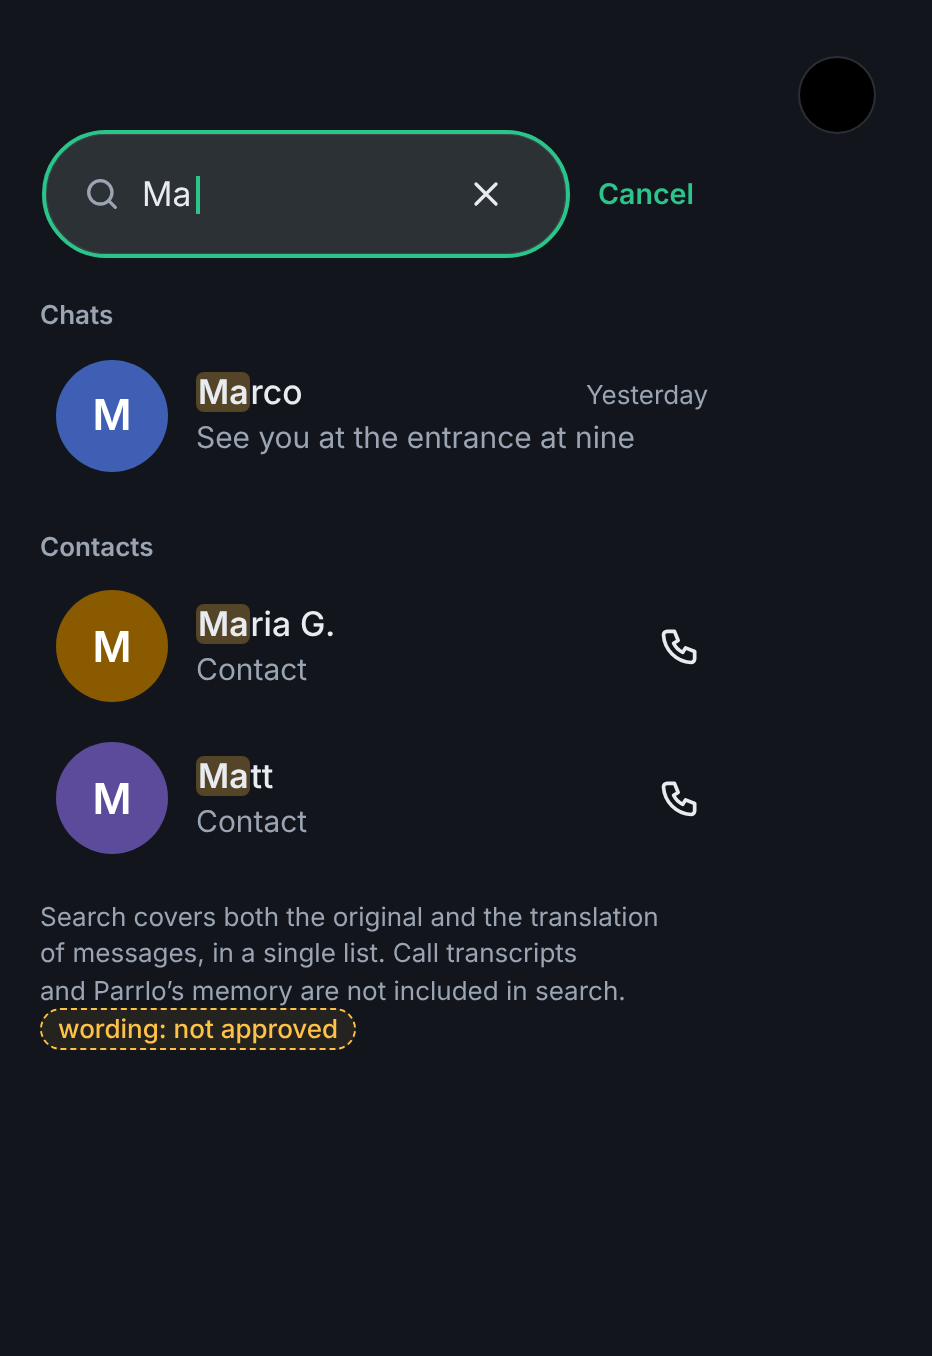 Ma
Cancel
Chats
M
Marco
Yesterday
See you at the entrance at nine
Contacts
M
Maria G.
Contact
M
Matt
Contact
Search covers both the original and the translation
of messages, in a single list. Call transcripts
and Parrlo’s memory are not included in search.
wording: not approved